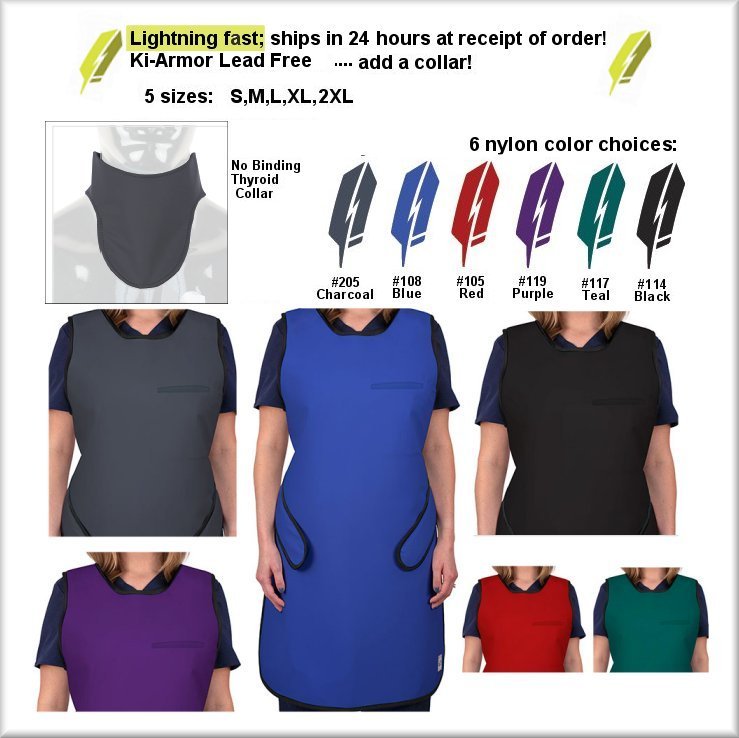 Lightning fast; ships in 24 hours at receipt of order!
Ki-Armor Lead Free .... add a collar!
5 sizes: S,M,L,XL,2XL
6 nylon color choices:
No Binding
Thyroid
Collar
#205 #108 #105 #119 #117 #114
Charcoal Blue Red Purple Teal Black